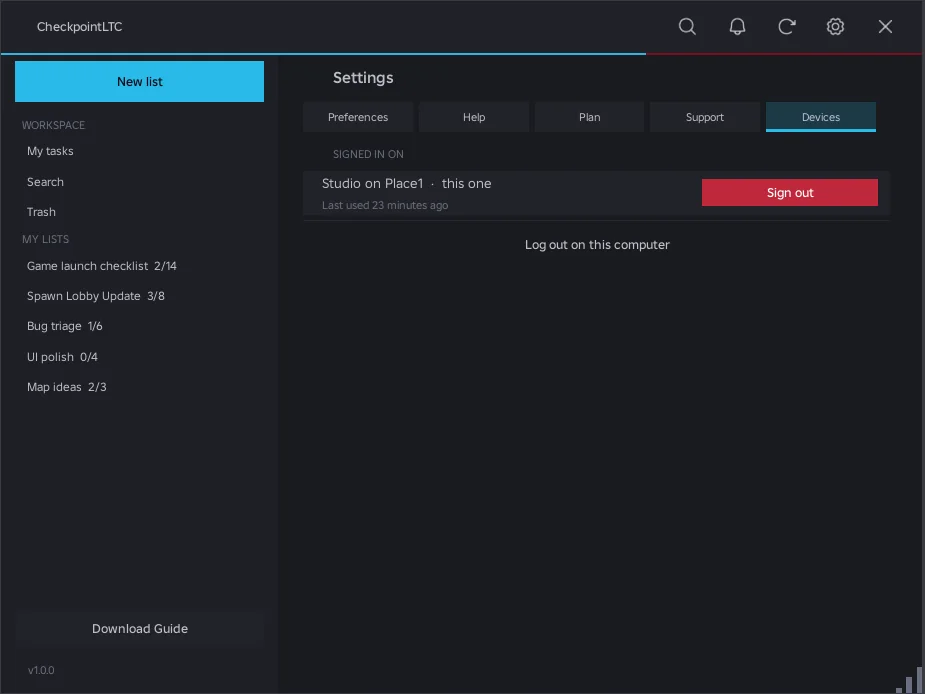 CheckpointLTC
New list
WORKSPACE
My tasks
Search
Trash
MY LISTS
Game launch checklist 2/14
Spawn Lobby Update 3/8
Bug triage 1/6
UI polish 0/4
Map ideas 2/3
Download Guide
v1.0.0
Settings
Preferences Help Plan Support Devices
SIGNED IN ON
Studio on Place1 · this one
Last used 23 minutes ago
Sign out
Log out on this computer